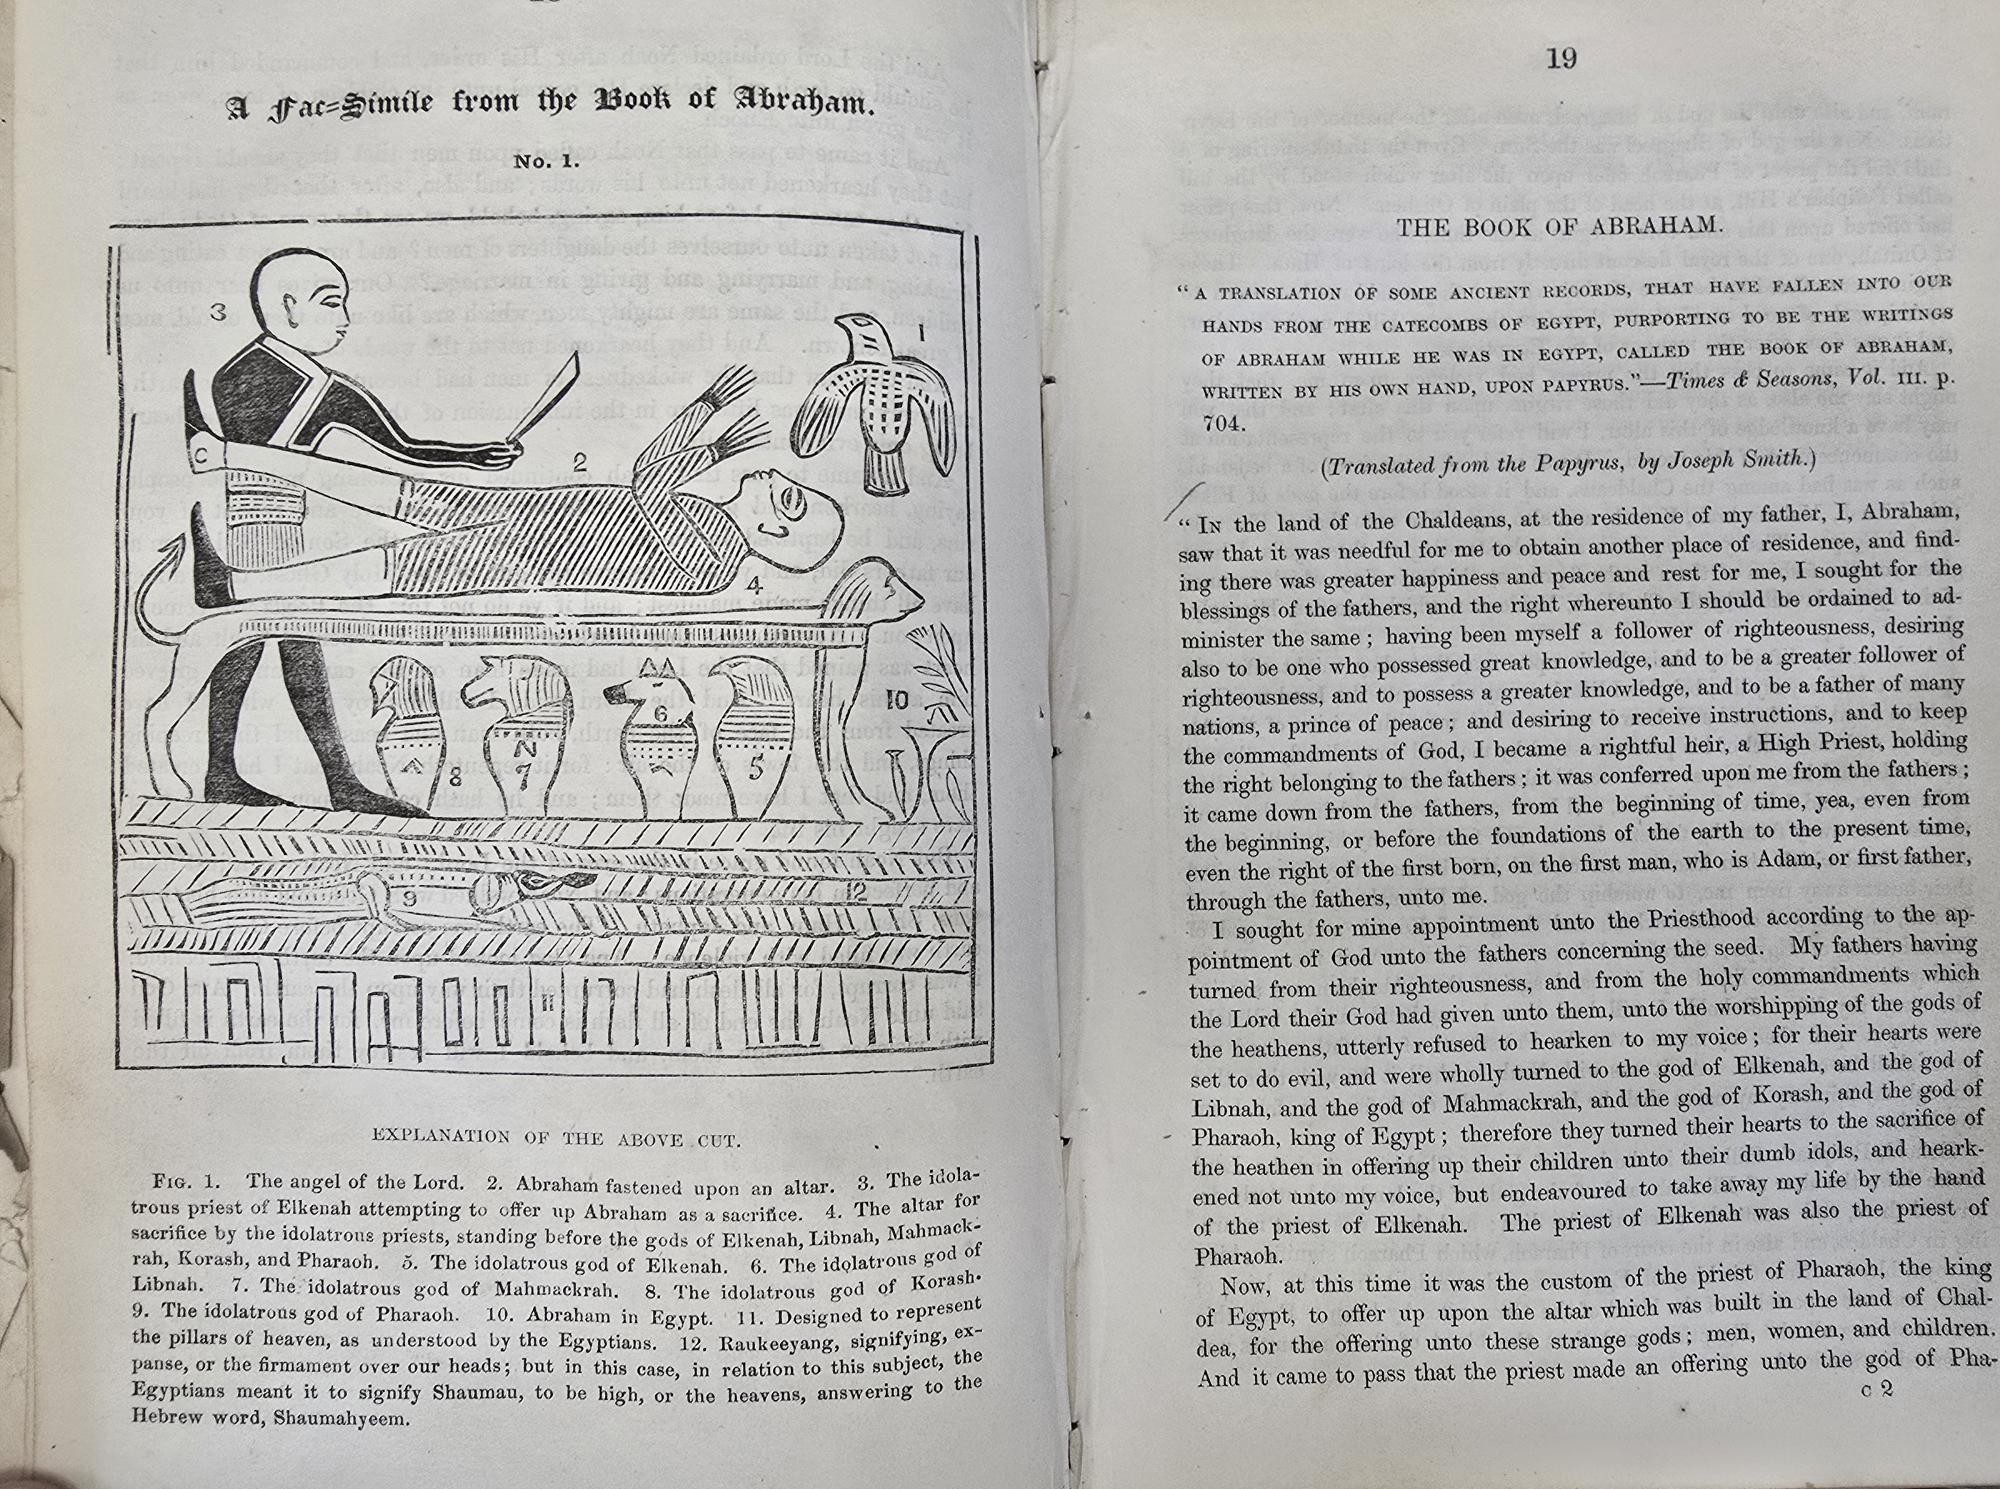 A Fac=Simile from the Book of Abraham.
No. 1.
3
1
2
C
4
10
6
N
7
5
8
9
12
11
EXPLANATION OF THE ABOVE CUT.
FIG. 1. The angel of the Lord. 2. Abraham fastened upon an altar. 3. The idola-
trous priest of Elkenah attempting to offer up Abraham as a sacrifice. 4. The altar for
sacrifice by the idolatrous priests, standing before the gods of Elkenah, Libnah, Mahmack-
rah, Korash, and Pharaoh. 5. The idolatrous god of Elkenah. 6. The idolatrous god of
Libnah. 7. The idolatrous god of Mahmackrah. 8. The idolatrous god of Korash.
9. The idolatrous god of Pharaoh. 10. Abraham in Egypt. 11. Designed to represent
the pillars of heaven, as understood by the Egyptians. 12. Raukeeyang, signifying, ex-
panse, or the firmament over our heads; but in this case, in relation to this subject, the
Egyptians meant it to signify Shaumau, to be high, or the heavens, answering to the
Hebrew word, Shaumahyeem.
19
THE BOOK OF ABRAHAM.
"A TRANSLATION OF SOME ANCIENT RECORDS, THAT HAVE FALLEN INTO OUR
HANDS FROM THE CATECOMBS OF EGYPT, PURPORTING TO BE THE WRITINGS
OF ABRAHAM WHILE HE WAS IN EGYPT, CALLED THE BOOK OF ABRAHAM,
WRITTEN BY HIS OWN HAND, UPON PAPYRUS."—Times & Seasons, Vol. III. p.
704.
(Translated from the Papyrus, by Joseph Smith.)
"IN the land of the Chaldeans, at the residence of my father, I, Abraham,
saw that it was needful for me to obtain another place of residence, and find-
ing there was greater happiness and peace and rest for me, I sought for the
blessings of the fathers, and the right whereunto I should be ordained to ad-
minister the same; having been myself a follower of righteousness, desiring
also to be one who possessed great knowledge, and to be a greater follower of
righteousness, and to possess a greater knowledge, and to be a father of many
nations, a prince of peace; and desiring to receive instructions, and to keep
the commandments of God, I became a rightful heir, a High Priest, holding
the right belonging to the fathers; it was conferred upon me from the fathers;
it came down from the fathers, from the beginning of time, yea, even from
the beginning, or before the foundations of the earth to the present time,
even the right of the first born, on the first man, who is Adam, or first father,
through the fathers, unto me.
I sought for mine appointment unto the Priesthood according to the ap-
pointment of God unto the fathers concerning the seed. My fathers having
turned from their righteousness, and from the holy commandments which
the Lord their God had given unto them, unto the worshipping of the gods of
the heathens, utterly refused to hearken to my voice; for their hearts were
set to do evil, and were wholly turned to the god of Elkenah, and the god of
Libnah, and the god of Mahmackrah, and the god of Korash, and the god of
Pharaoh, king of Egypt; therefore they turned their hearts to the sacrifice of
the heathen in offering up their children unto their dumb idols, and heark-
ened not unto my voice, but endeavoured to take away my life by the hand
of the priest of Elkenah. The priest of Elkenah was also the priest of
Pharaoh.
Now, at this time it was the custom of the priest of Pharaoh, the king
of Egypt, to offer up upon the altar which was built in the land of Chal-
dea, for the offering unto these strange gods; men, women, and children.
And it came to pass that the priest made an offering unto the god of Pha-
C 2